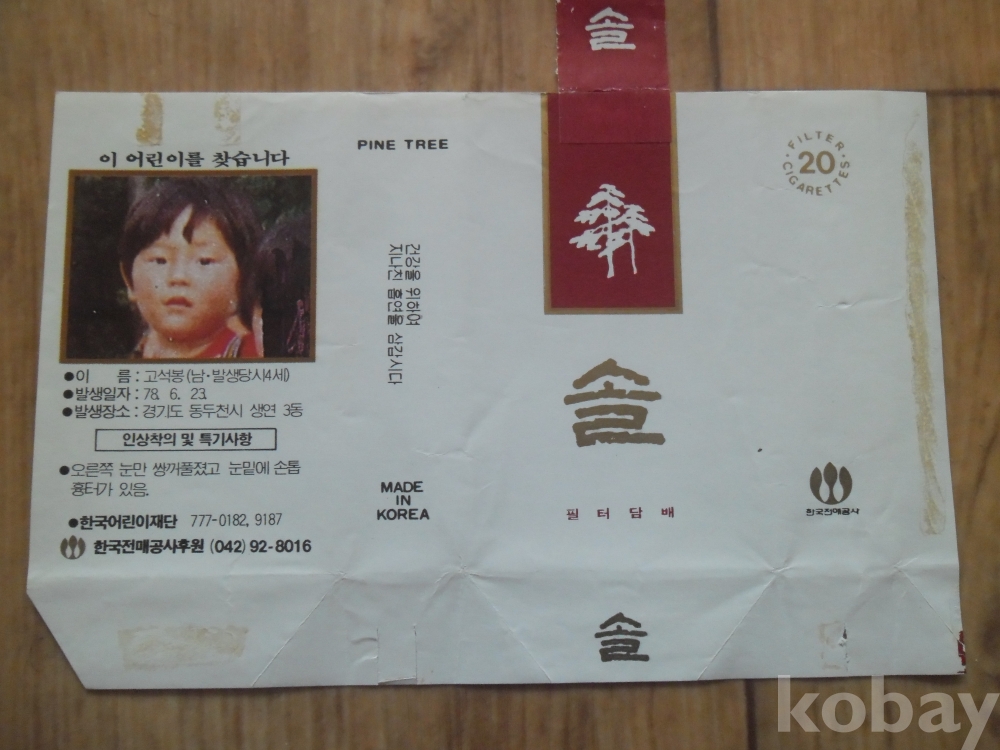 솔
이 어린이를 찾습니다
●이 름 : 고석봉(남·발생당시4세)
●발생일자 : 78. 6. 23.
●발생장소 : 경기도 동두천시 생연 3동
인상착의 및 특기사항
●오른쪽 눈만 쌍꺼풀졌고 눈밑에 손톱
흉터가 있음.
●한국어린이재단 777-0182, 9187
한국전매공사후원 (042) 92-8016
PINE TREE
건강을 위하여
지나친 흡연을 삼갑시다
MADE
IN
KOREA
솔
필터담배
솔
FILTER
20
CIGARETTES
한국전매공사
kobay